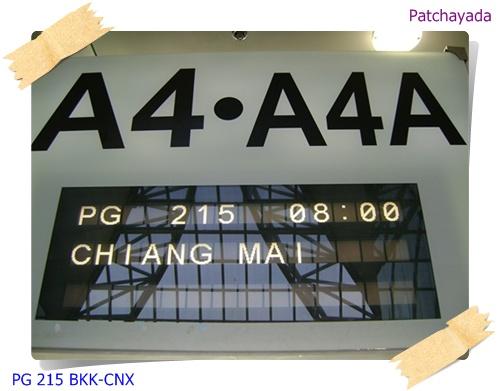 Patchayada
A4•A4A
PG 215 08:00
CHIANG MAI
PG 215 BKK-CNX